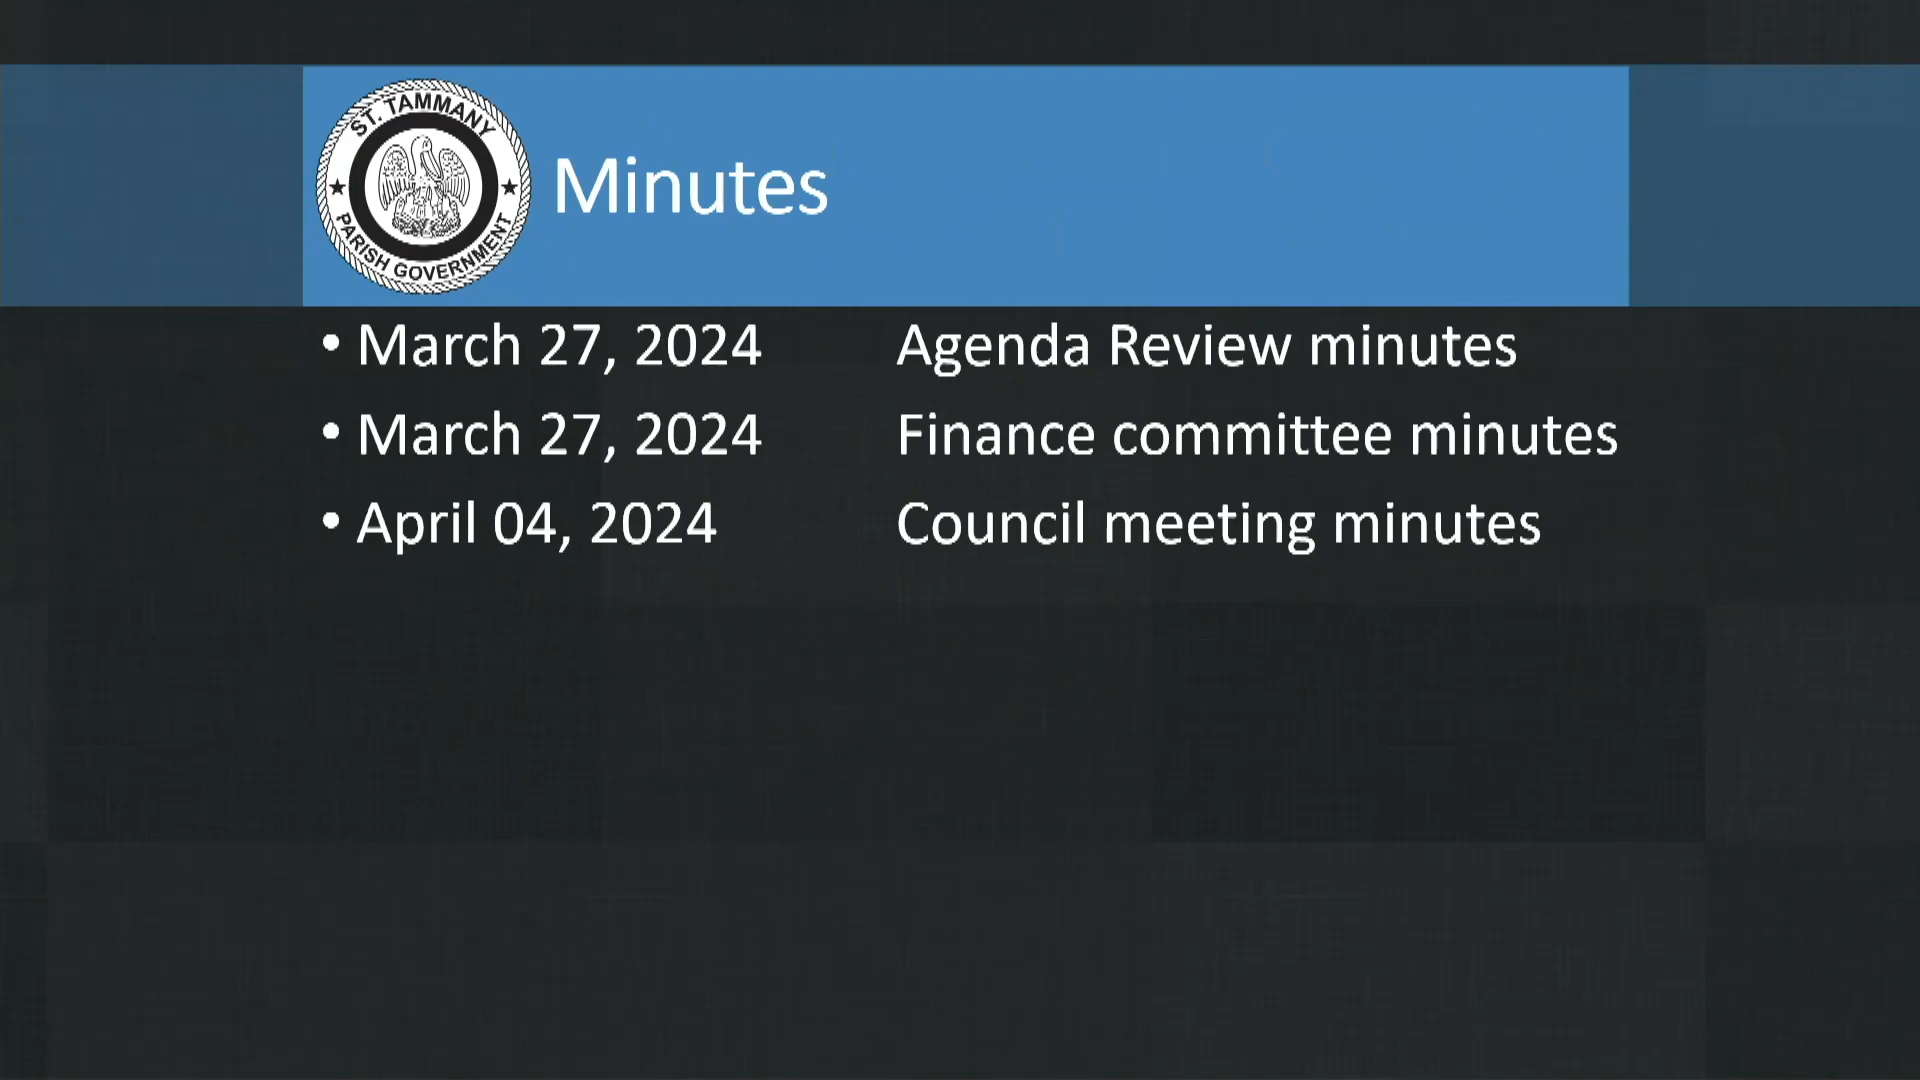 ST. TAMMANY
PARISH GOVERNMENT
Minutes
• March 27, 2024 Agenda Review minutes
• March 27, 2024 Finance committee minutes
• April 04, 2024 Council meeting minutes